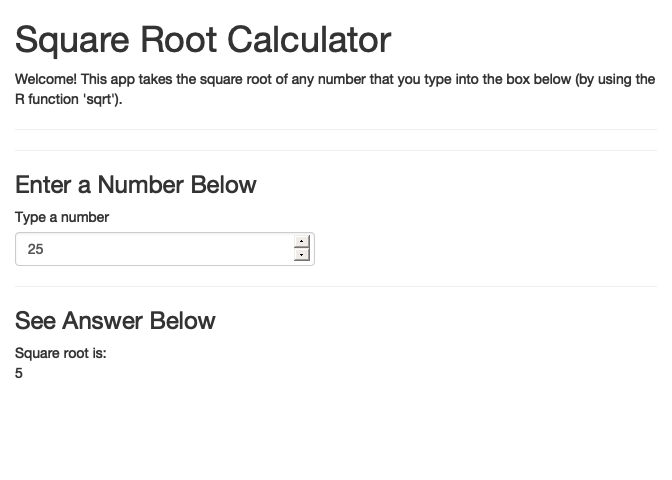 Square Root Calculator
Welcome! This app takes the square root of any number that you type into the box below (by using the
R function 'sqrt').
Enter a Number Below
Type a number
25
See Answer Below
Square root is:
5